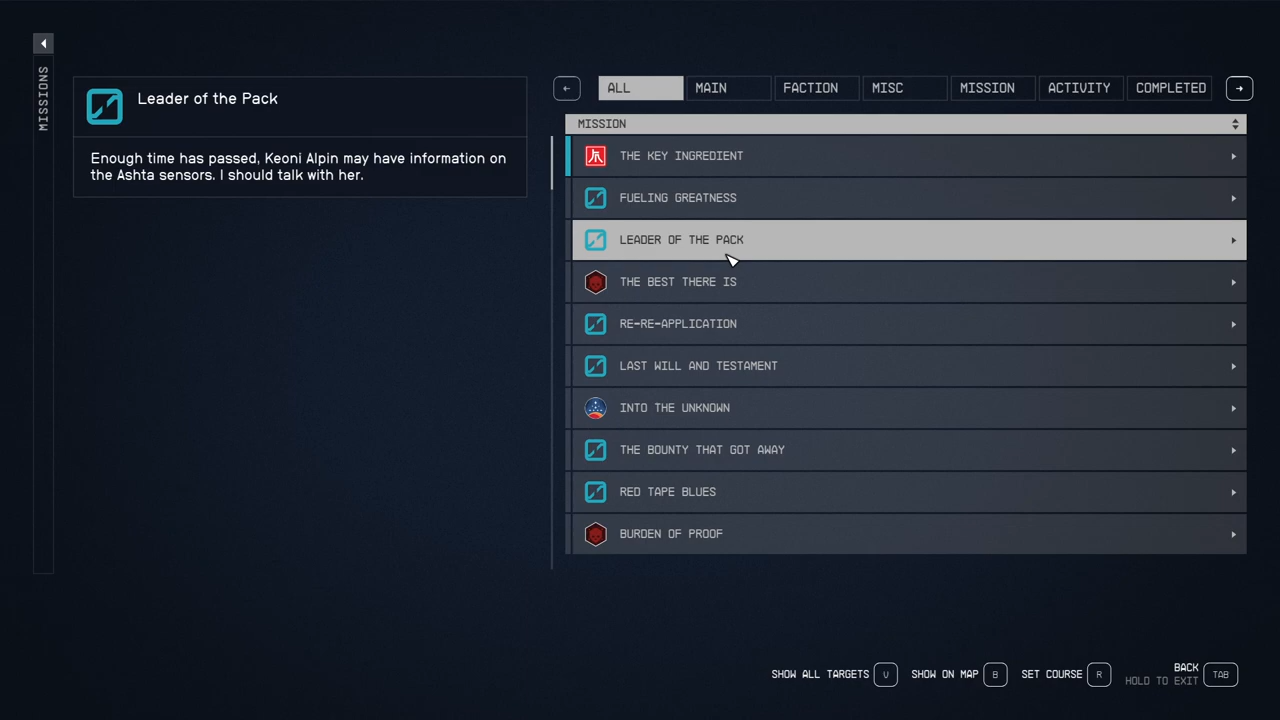 MISSIONS
Leader of the Pack
Enough time has passed, Keoni Alpin may have information on
the Ashta sensors. I should talk with her.
ALL
MAIN
FACTION
MISC
MISSION
ACTIVITY
COMPLETED
MISSION
THE KEY INGREDIENT
FUELING GREATNESS
LEADER OF THE PACK
THE BEST THERE IS
RE-RE-APPLICATION
LAST WILL AND TESTAMENT
INTO THE UNKNOWN
THE BOUNTY THAT GOT AWAY
RED TAPE BLUES
BURDEN OF PROOF
SHOW ALL TARGETS V
SHOW ON MAP B
SET COURSE R
BACK
HOLD TO EXIT
TAB